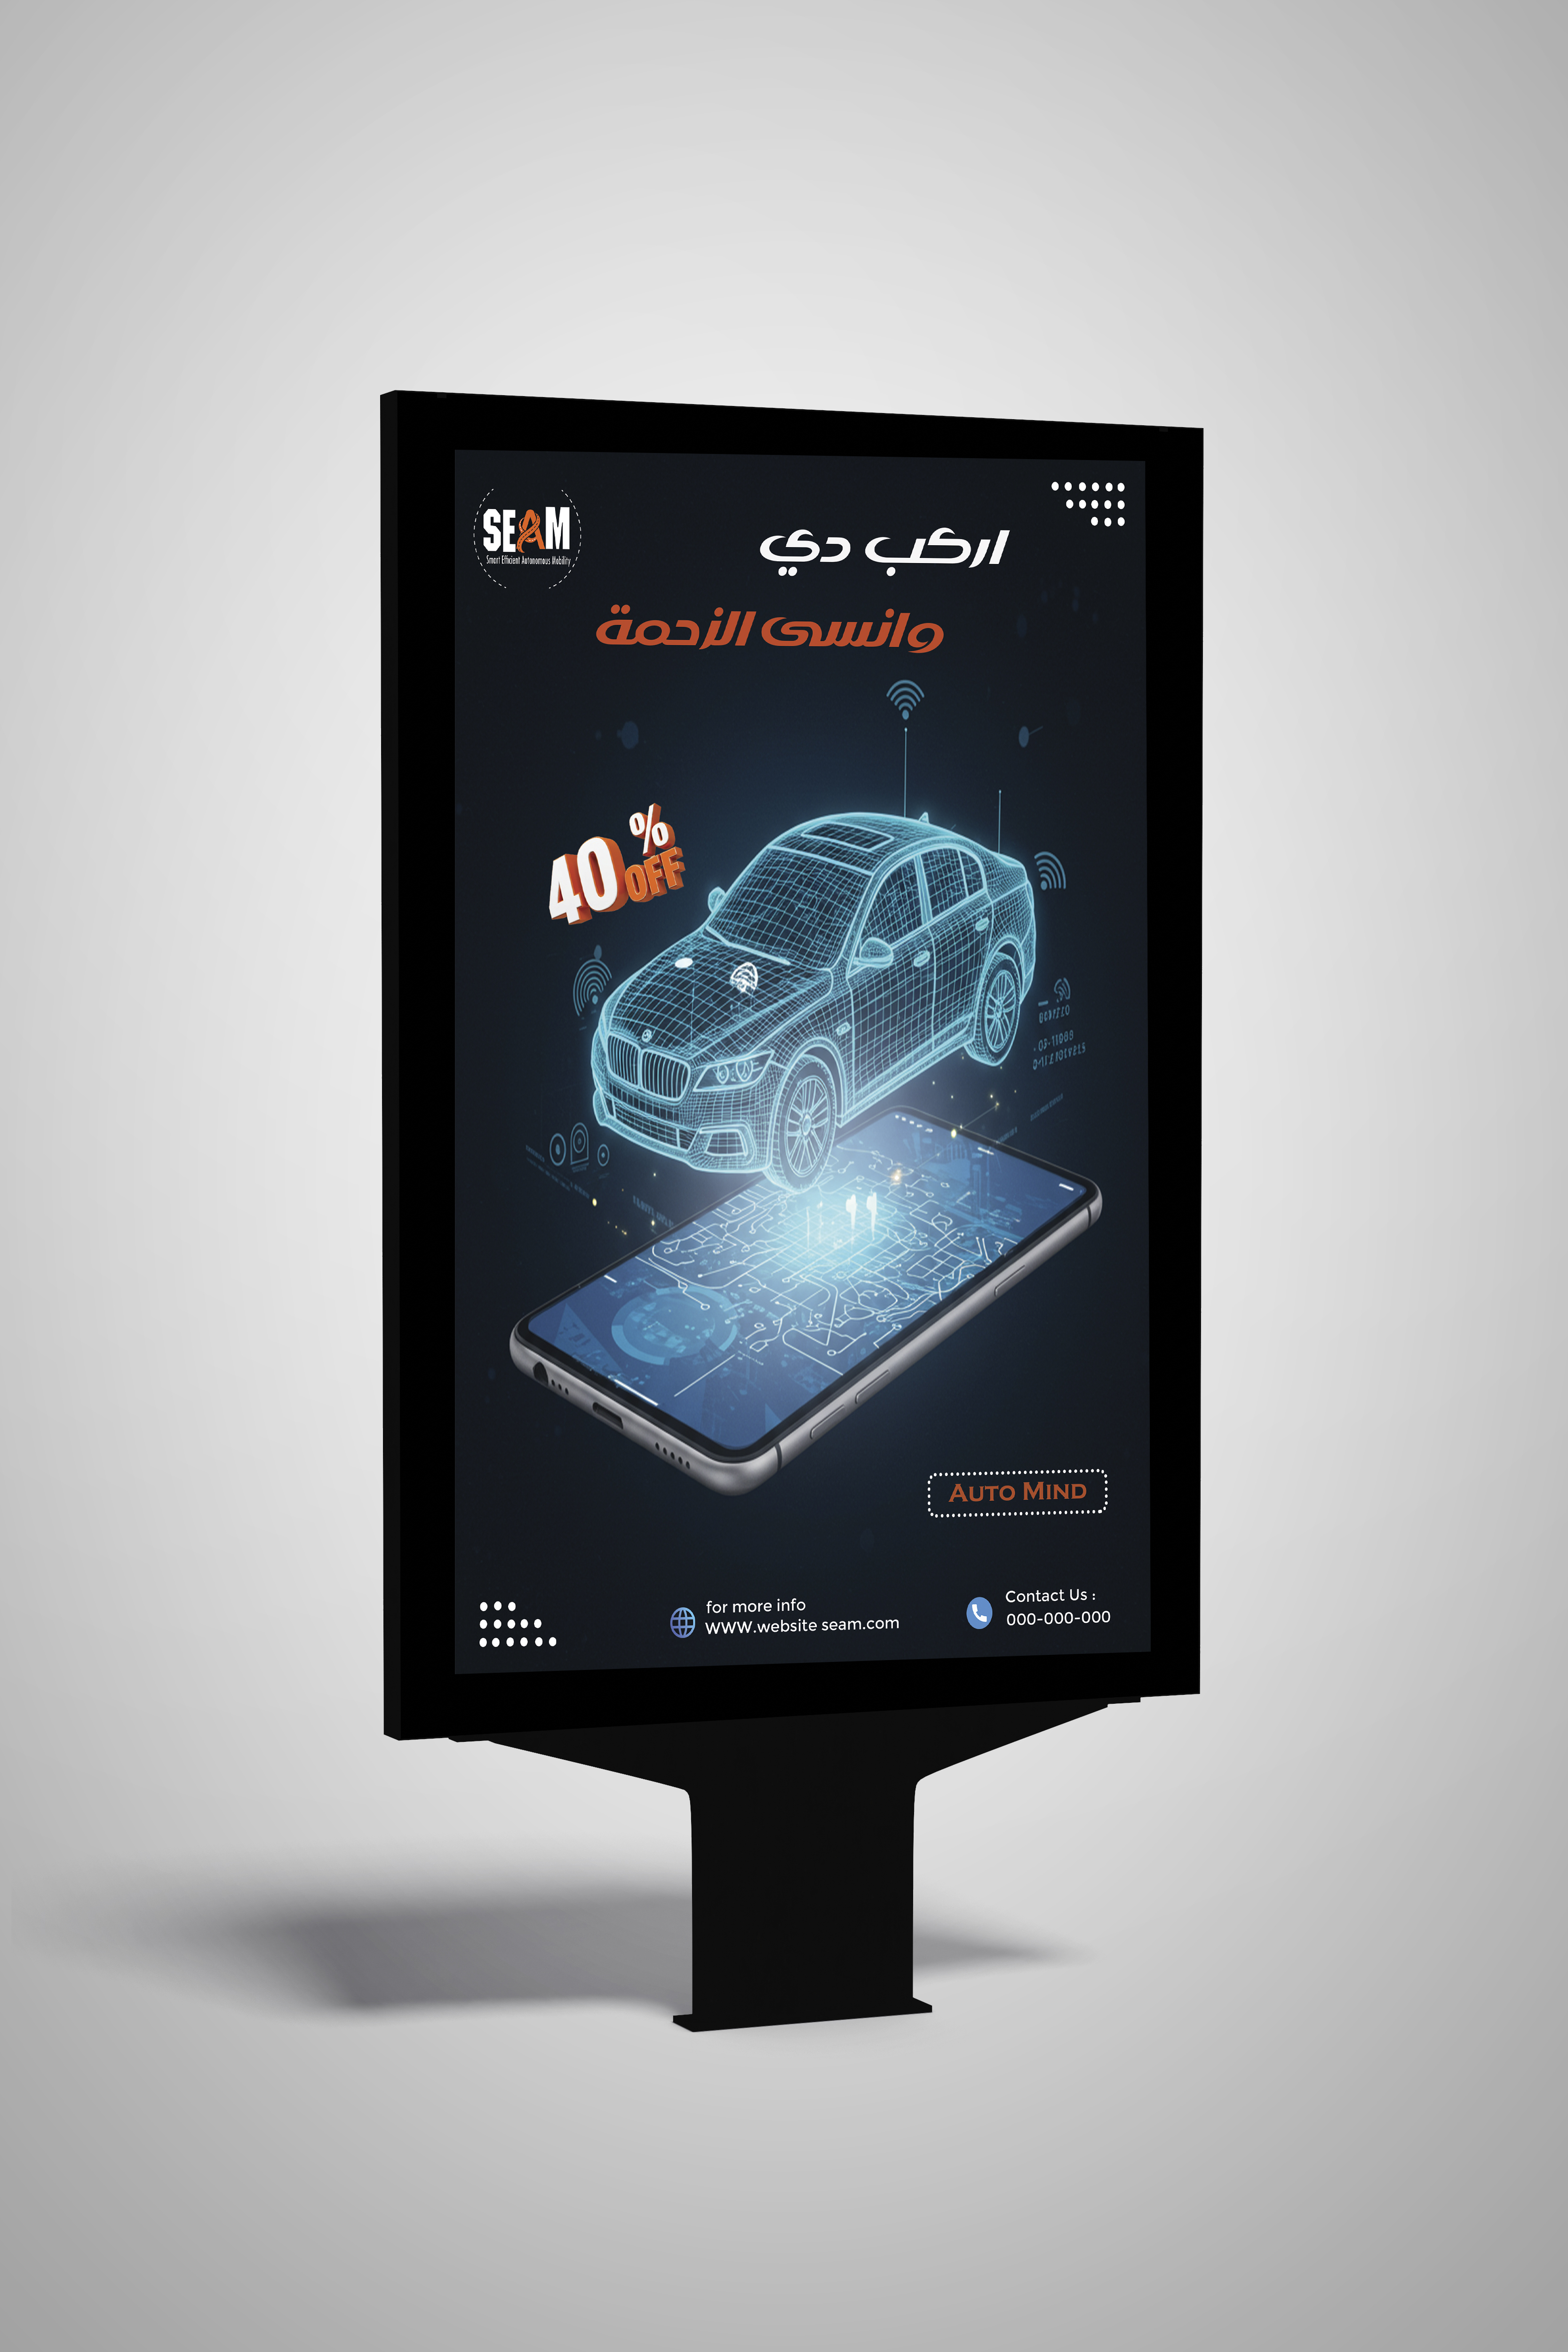 SEAM
Smart Efficient Autonomous Mobility
اركب دي
وانسى الزحمة
40% OFF
AUTO MIND
for more info
WWW.website seam.com
Contact Us :
000-000-000